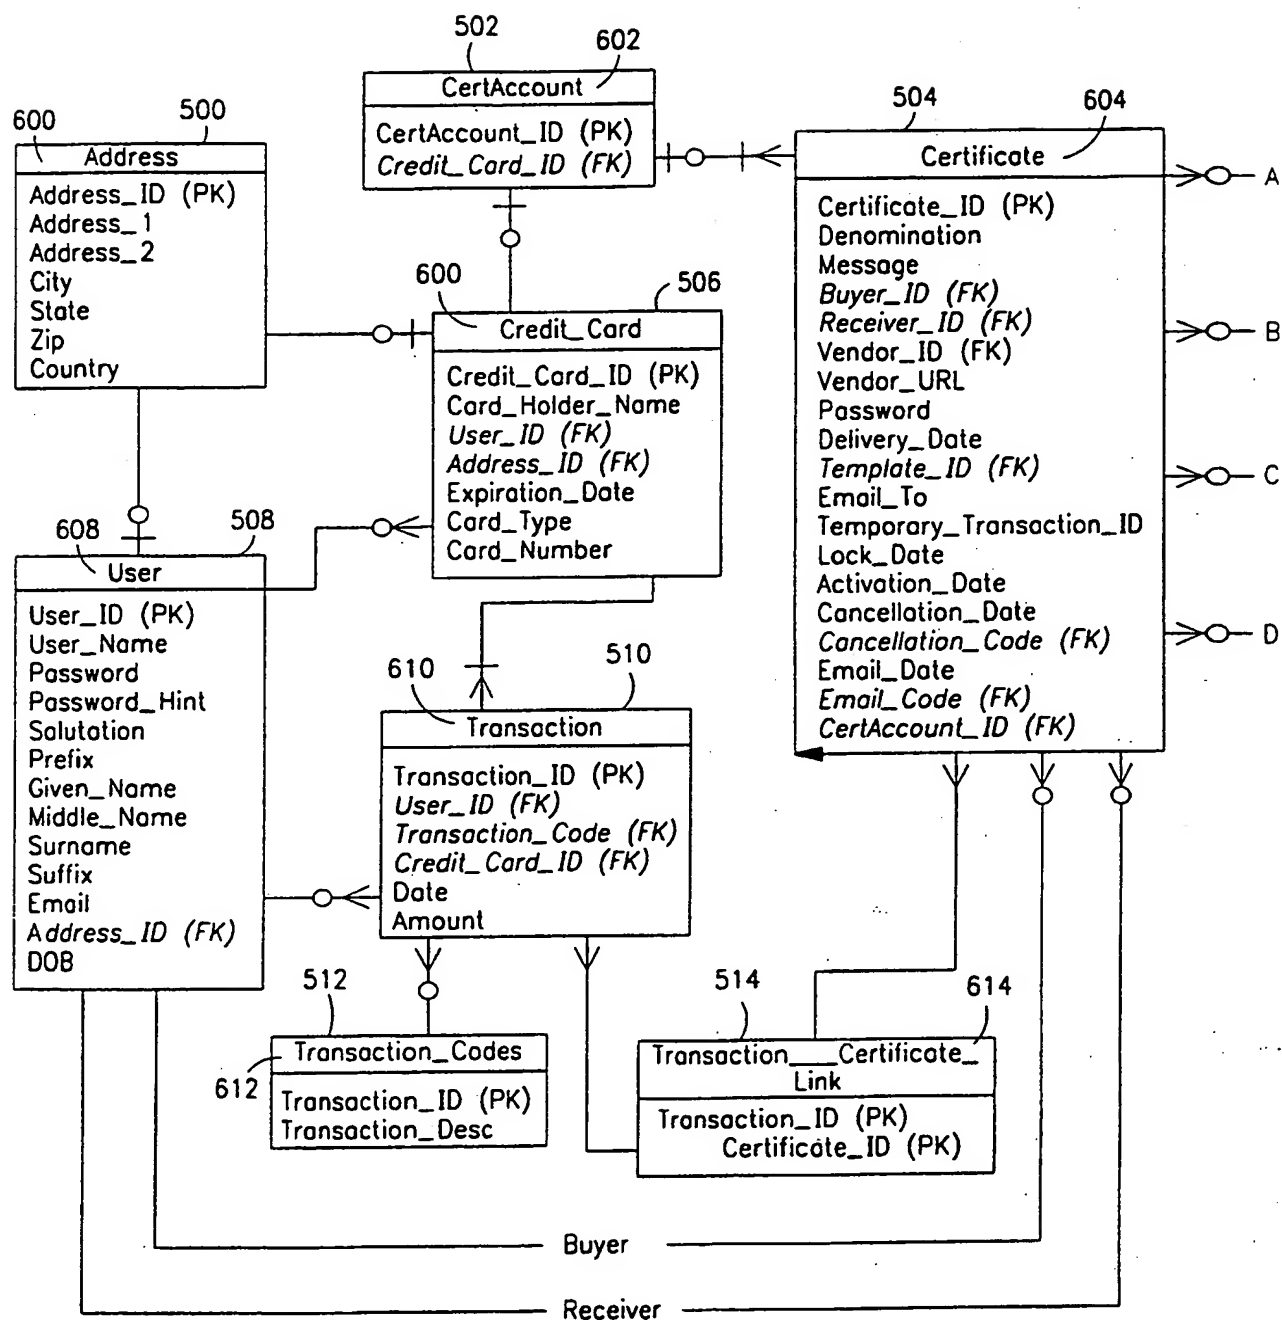 502
602
CertAccount
CertAccount_ID (PK)
Credit_Card_ID (FK)
600
500
Address
Address_ID (PK)
Address_1
Address_2
City
State
Zip
Country
504
604
Certificate
Certificate_ID (PK)
Denomination
Message
Buyer_ID (FK)
Receiver_ID (FK)
Vendor_ID (FK)
Vendor_URL
Password
Delivery_Date
Template_ID (FK)
Email_To
Temporary_Transaction_ID
Lock_Date
Activation_Date
Cancellation_Date
Cancellation_Code (FK)
Email_Date
Email_Code (FK)
CertAccount_ID (FK)
A
B
C
D
600
506
Credit_Card
Credit_Card_ID (PK)
Card_Holder_Name
User_ID (FK)
Address_ID (FK)
Expiration_Date
Card_Type
Card_Number
608
508
User
User_ID (PK)
User_Name
Password
Password_Hint
Salutation
Prefix
Given_Name
Middle_Name
Surname
Suffix
Email
Address_ID (FK)
DOB
610
510
Transaction
Transaction_ID (PK)
User_ID (FK)
Transaction_Code (FK)
Credit_Card_ID (FK)
Date
Amount
512
Transaction_Codes
612
Transaction_ID (PK)
Transaction_Desc
514
614
Transaction___Certificate_
Link
Transaction_ID (PK)
Certificate_ID (PK)
Buyer
Receiver